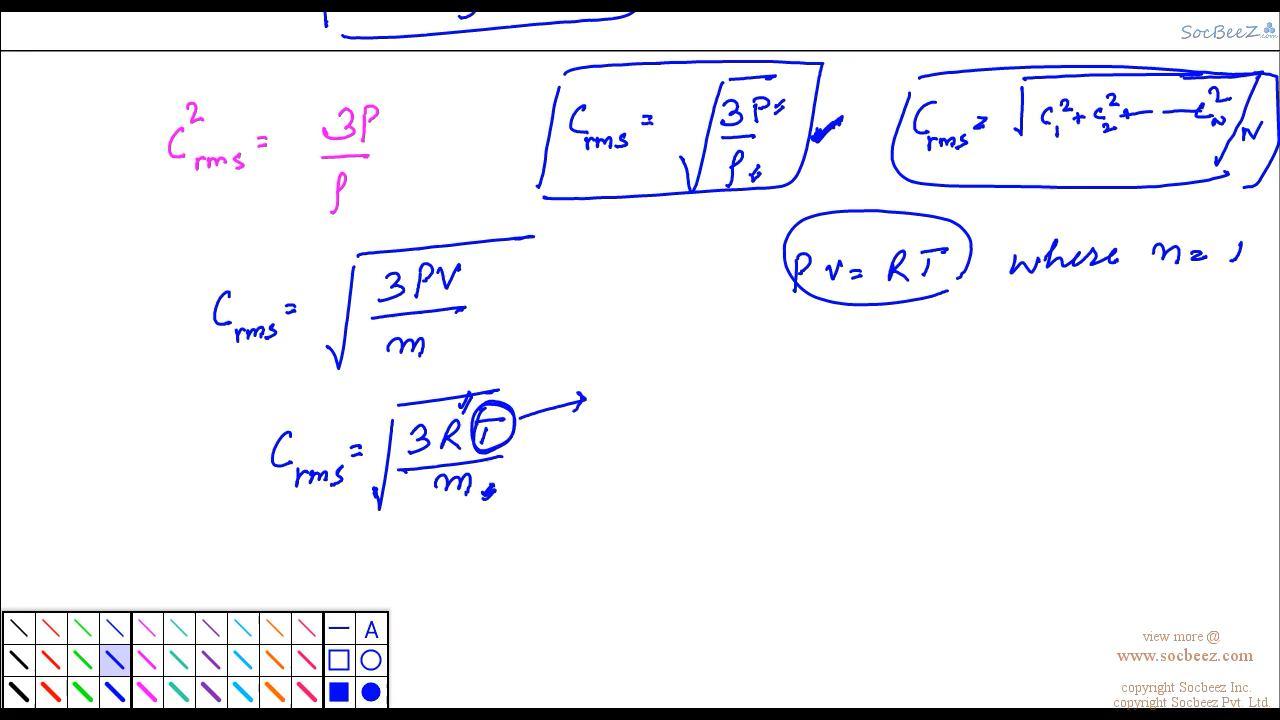 SocBeeZ
C²rms = 3P/ρ
Crms = √(3P/ρ)
Crms = √(C₁² + C₂² + - - - Cₙ²/N)
PV = RT where n = 1
Crms = √(3PV/m)
Crms = √(3RT/m)
A
view more @
www.socbeez.com
copyright Socbeez Inc.
copyright Socbeez Pvt. Ltd.